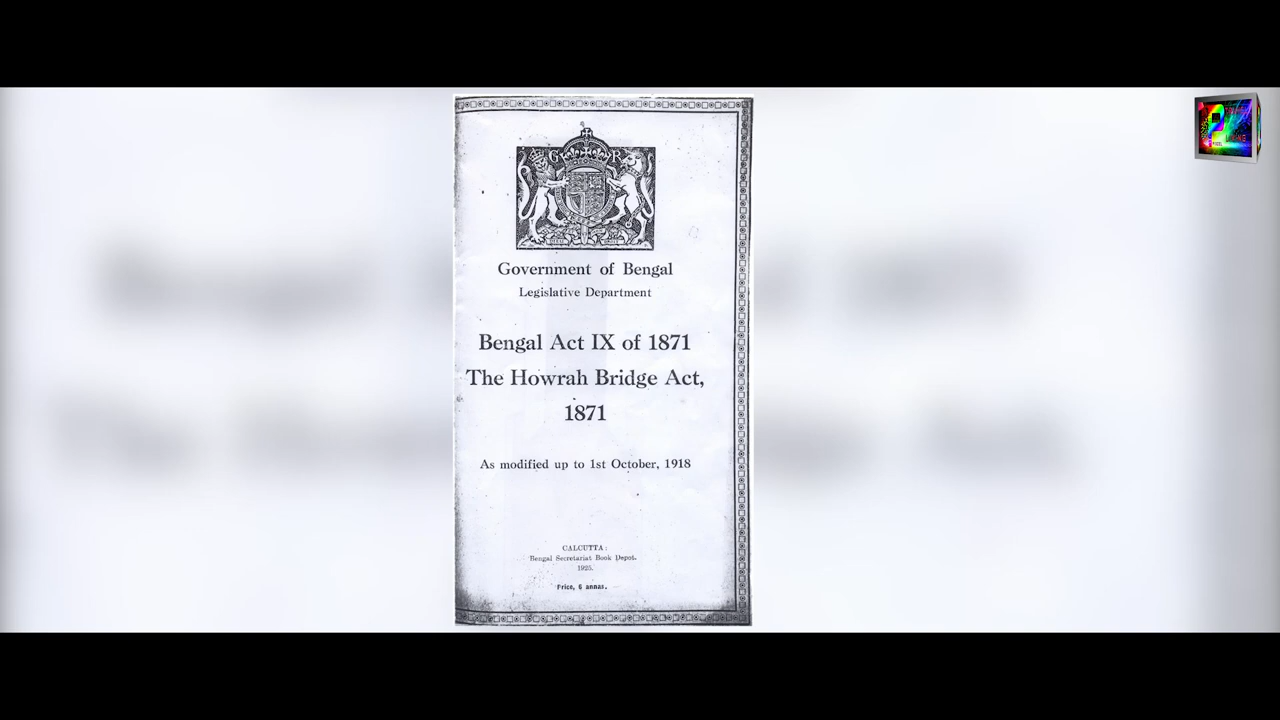 G R
Government of Bengal
Legislative Department
Bengal Act IX of 1871
The Howrah Bridge Act,
1871
As modified up to 1st October, 1918
CALCUTTA:
Bengal Secretariat Book Depot.
1925.
Price, 6 annas.